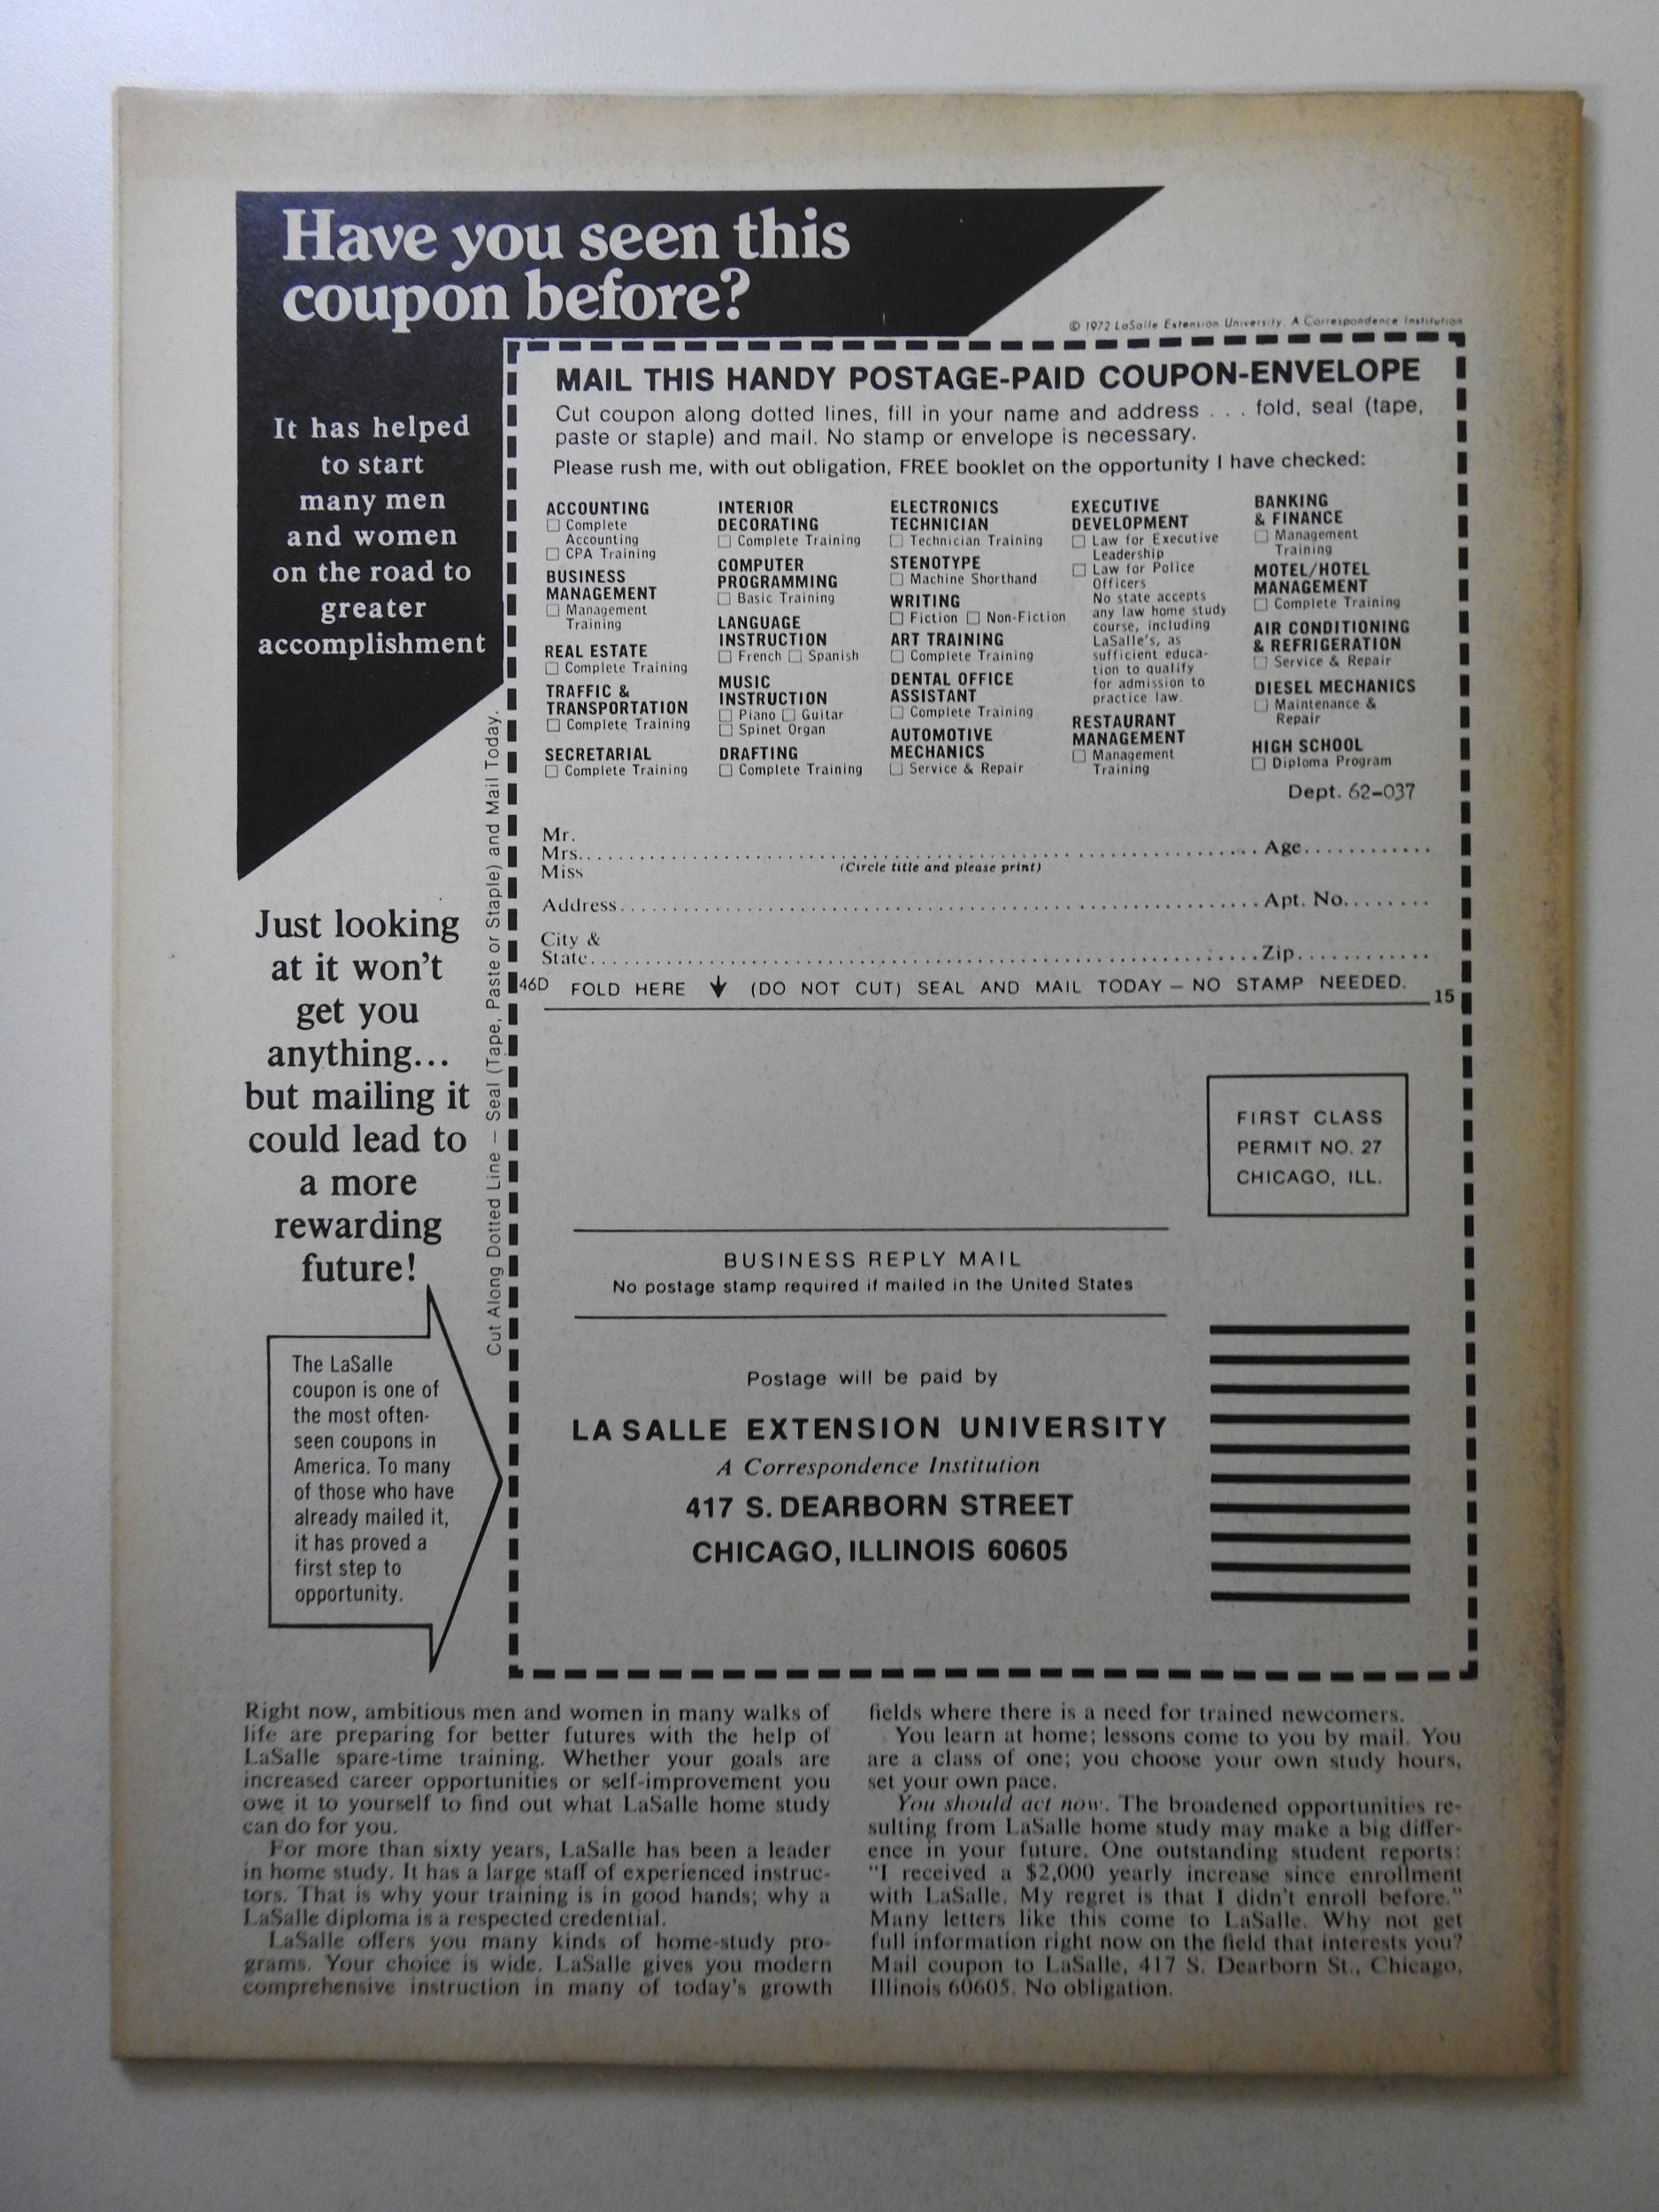 Have you seen this
coupon before?
© 1972 LaSalle Extension University. A Correspondence Institution
It has helped
to start
many men
and women
on the road to
greater
accomplishment
Just looking
at it won't
get you
anything...
but mailing it
could lead to
a more
rewarding
future!
The LaSalle
coupon is one of
the most often-
seen coupons in
America. To many
of those who have
already mailed it,
it has proved a
first step to
opportunity.
Cut Along Dotted Line — Seal (Tape, Paste or Staple) and Mail Today.
MAIL THIS HANDY POSTAGE-PAID COUPON-ENVELOPE
Cut coupon along dotted lines, fill in your name and address . . . fold, seal (tape,
paste or staple) and mail. No stamp or envelope is necessary.
Please rush me, with out obligation, FREE booklet on the opportunity I have checked:
ACCOUNTING
☐ Complete
Accounting
☐ CPA Training
BUSINESS
MANAGEMENT
☐ Management
Training
REAL ESTATE
☐ Complete Training
TRAFFIC &
TRANSPORTATION
☐ Complete Training
SECRETARIAL
☐ Complete Training
INTERIOR
DECORATING
☐ Complete Training
COMPUTER
PROGRAMMING
☐ Basic Training
LANGUAGE
INSTRUCTION
☐ French ☐ Spanish
MUSIC
INSTRUCTION
☐ Piano ☐ Guitar
☐ Spinet Organ
DRAFTING
☐ Complete Training
ELECTRONICS
TECHNICIAN
☐ Technician Training
STENOTYPE
☐ Machine Shorthand
WRITING
☐ Fiction ☐ Non-Fiction
ART TRAINING
☐ Complete Training
DENTAL OFFICE
ASSISTANT
☐ Complete Training
AUTOMOTIVE
MECHANICS
☐ Service & Repair
EXECUTIVE
DEVELOPMENT
☐ Law for Executive
Leadership
☐ Law for Police
Officers
No state accepts
any law home study
course, including
LaSalle's, as
sufficient educa-
tion to qualify
for admission to
practice law.
RESTAURANT
MANAGEMENT
☐ Management
Training
BANKING
& FINANCE
☐ Management
Training
MOTEL/HOTEL
MANAGEMENT
☐ Complete Training
AIR CONDITIONING
& REFRIGERATION
☐ Service & Repair
DIESEL MECHANICS
☐ Maintenance &
Repair
HIGH SCHOOL
☐ Diploma Program
Dept. 62-037
Mr.
Mrs. Age
Miss (Circle title and please print)
Address Apt. No.
City &
State Zip
46D FOLD HERE ↓ (DO NOT CUT) SEAL AND MAIL TODAY — NO STAMP NEEDED. 15
FIRST CLASS
PERMIT NO. 27
CHICAGO, ILL.
BUSINESS REPLY MAIL
No postage stamp required if mailed in the United States
Postage will be paid by
LA SALLE EXTENSION UNIVERSITY
A Correspondence Institution
417 S. DEARBORN STREET
CHICAGO, ILLINOIS 60605
Right now, ambitious men and women in many walks of
life are preparing for better futures with the help of
LaSalle spare-time training. Whether your goals are
increased career opportunities or self-improvement you
owe it to yourself to find out what LaSalle home study
can do for you.
For more than sixty years, LaSalle has been a leader
in home study. It has a large staff of experienced instruc-
tors. That is why your training is in good hands; why a
LaSalle diploma is a respected credential.
LaSalle offers you many kinds of home-study pro-
grams. Your choice is wide. LaSalle gives you modern
comprehensive instruction in many of today's growth
fields where there is a need for trained newcomers.
You learn at home; lessons come to you by mail. You
are a class of one; you choose your own study hours,
set your own pace.
You should act now. The broadened opportunities re-
sulting from LaSalle home study may make a big differ-
ence in your future. One outstanding student reports:
"I received a $2,000 yearly increase since enrollment
with LaSalle. My regret is that I didn't enroll before."
Many letters like this come to LaSalle. Why not get
full information right now on the field that interests you?
Mail coupon to LaSalle, 417 S. Dearborn St., Chicago,
Illinois 60605. No obligation.